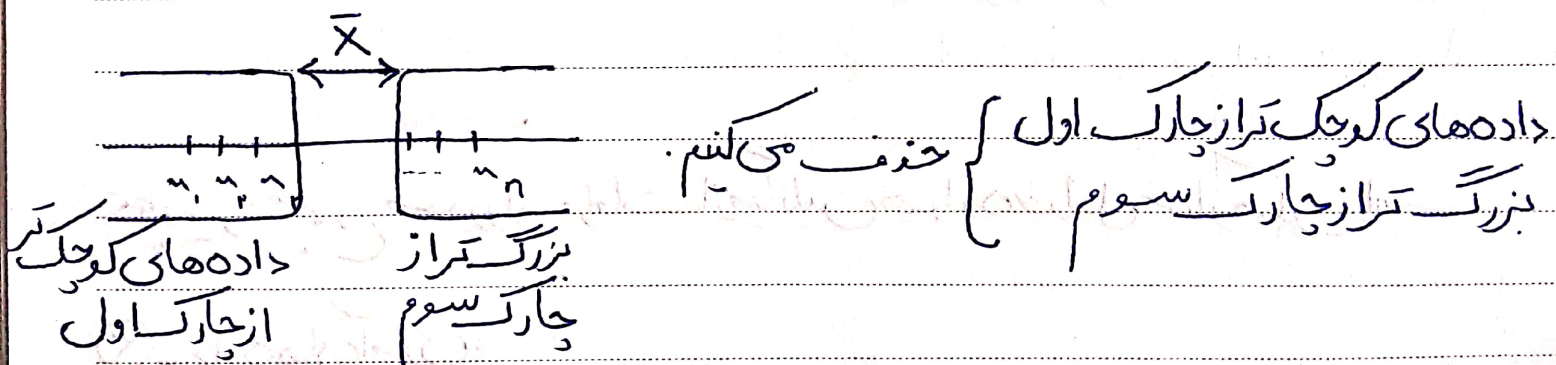 X̄
داده‌های کوچک‌تر از چارک اول
بزرگ‌تر از چارک سوم
حذف می‌کنیم.
x₁ x₂ x₃ ---- xₙ
داده‌های کوچک‌تر
از چارک اول
بزرگ‌تر از
چارک سوم